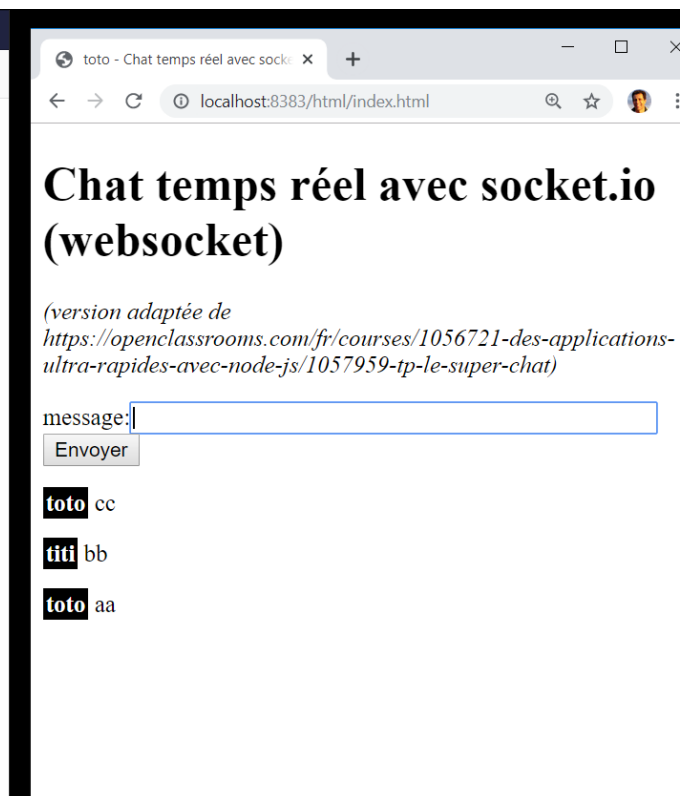 toto - Chat temps réel avec socke
localhost:8383/html/index.html
Chat temps réel avec socket.io
(websocket)
(version adaptée de
https://openclassrooms.com/fr/courses/1056721-des-applications-
ultra-rapides-avec-node-js/1057959-tp-le-super-chat)
message:
Envoyer
toto cc
titi bb
toto aa